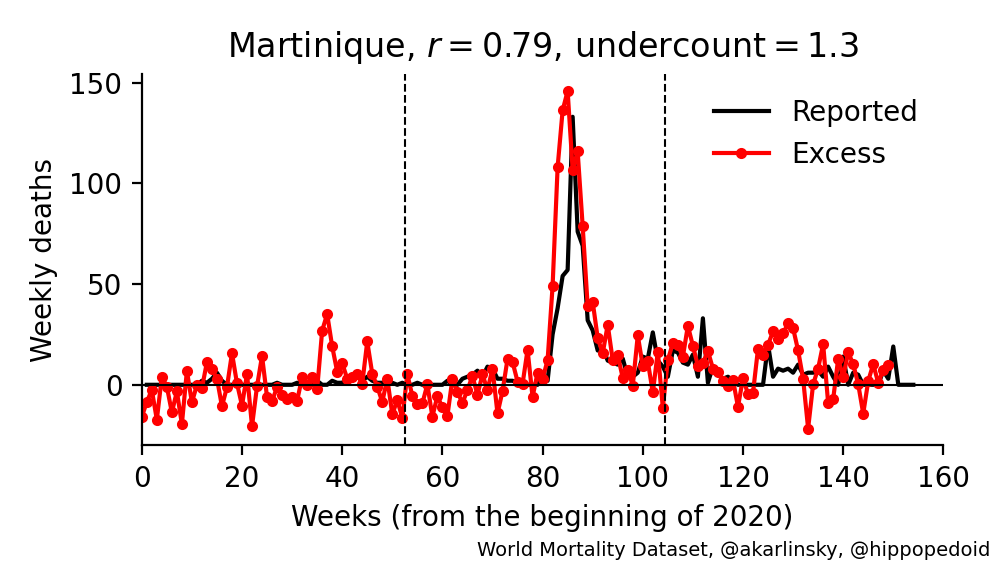 Martinique, r = 0.79, undercount = 1.3
150
100
50
0
Weekly deaths
Reported
Excess
0 20 40 60 80 100 120 140 160
Weeks (from the beginning of 2020)
World Mortality Dataset, @akarlinsky, @hippopedoid